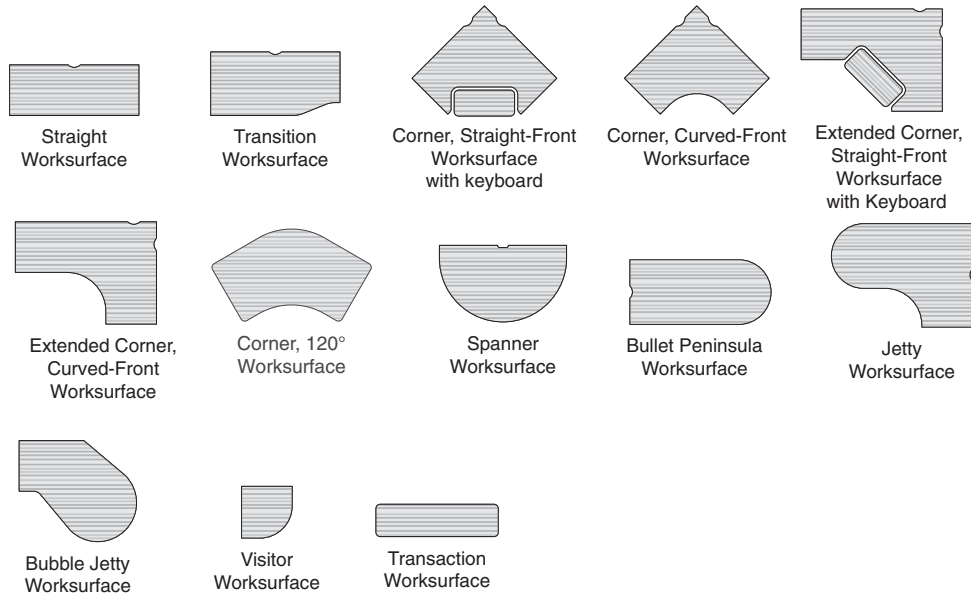 Straight
Worksurface
Transition
Worksurface
Corner, Straight-Front
Worksurface
with keyboard
Corner, Curved-Front
Worksurface
Extended Corner,
Straight-Front
Worksurface
with Keyboard
Extended Corner,
Curved-Front
Worksurface
Corner, 120°
Worksurface
Spanner
Worksurface
Bullet Peninsula
Worksurface
Jetty
Worksurface
Bubble Jetty
Worksurface
Visitor
Worksurface
Transaction
Worksurface